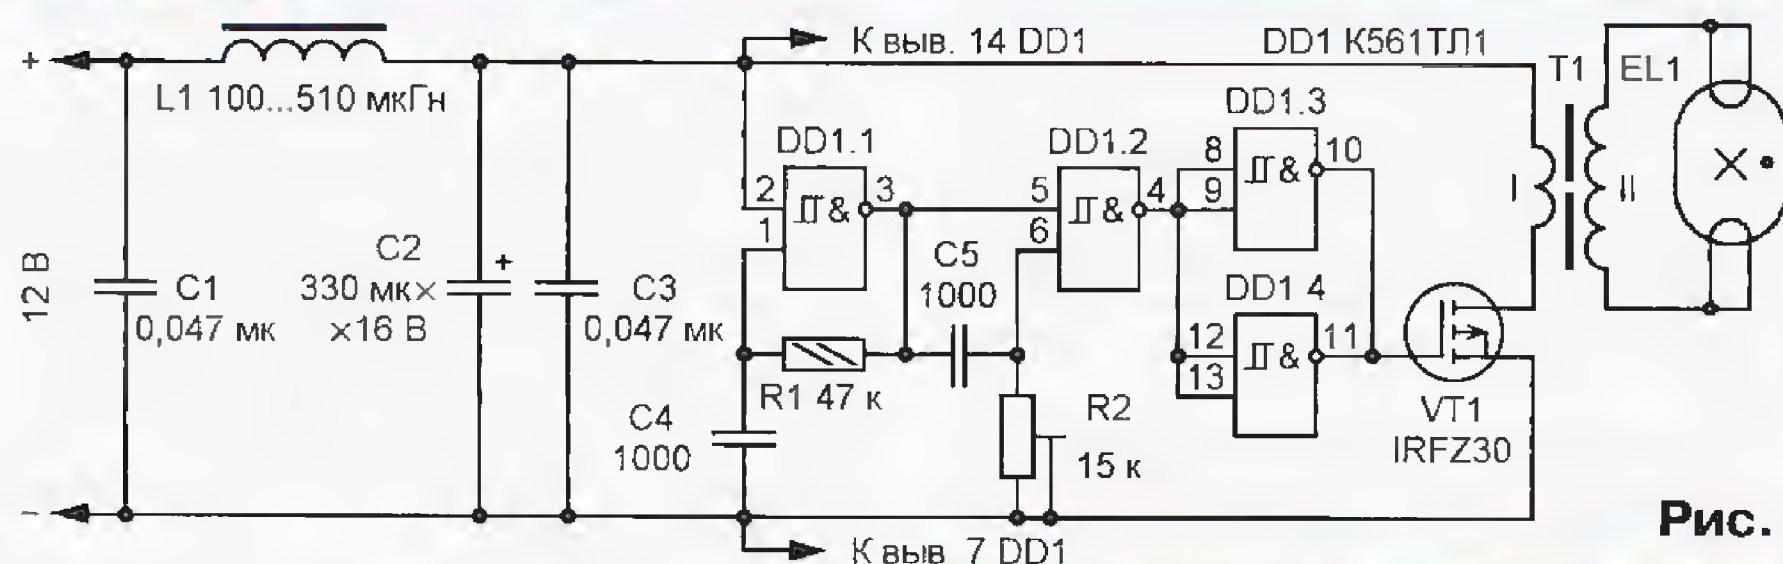 К выв. 14 DD1
DD1 К561ТЛ1
+
L1 100...510 мкГн
T1
EL1
DD1.1
DD1.2
DD1.3
8
9
10
&
2
1
3
&
5
6
4
&
I
II
12 В
C1
0,047 мк
C2
330 мк×
×16 В
+
C3
0,047 мк
C5
1000
DD1 4
12
13
11
&
R1 47 к
C4
1000
R2
15 к
VT1
IRFZ30
−
К выв 7 DD1
Рис.